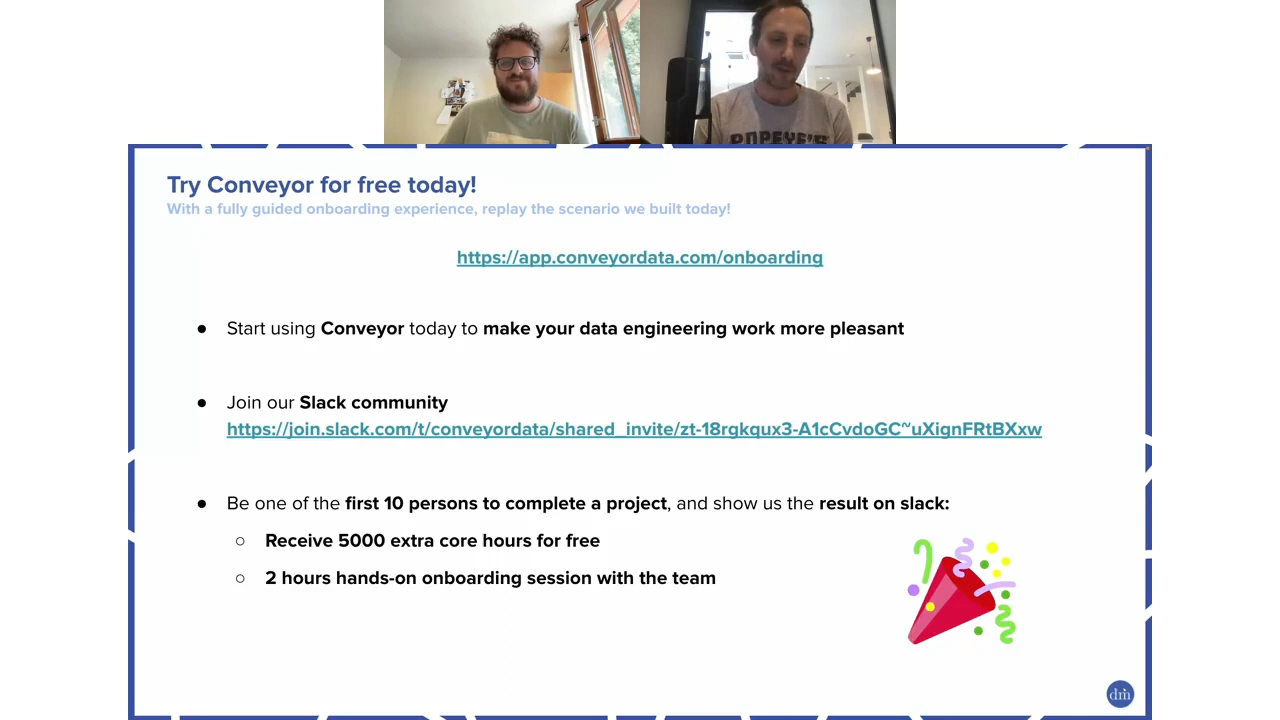 POPEYE'S
Try Conveyor for free today!
With a fully guided onboarding experience, replay the scenario we built today!
https://app.conveyordata.com/onboarding
● Start using Conveyor today to make your data engineering work more pleasant
● Join our Slack community
https://join.slack.com/t/conveyordata/shared_invite/zt-18rgkqux3-A1cCvdoGC~uXignFRtBXxw
● Be one of the first 10 persons to complete a project, and show us the result on slack:
○ Receive 5000 extra core hours for free
○ 2 hours hands-on onboarding session with the team
dm